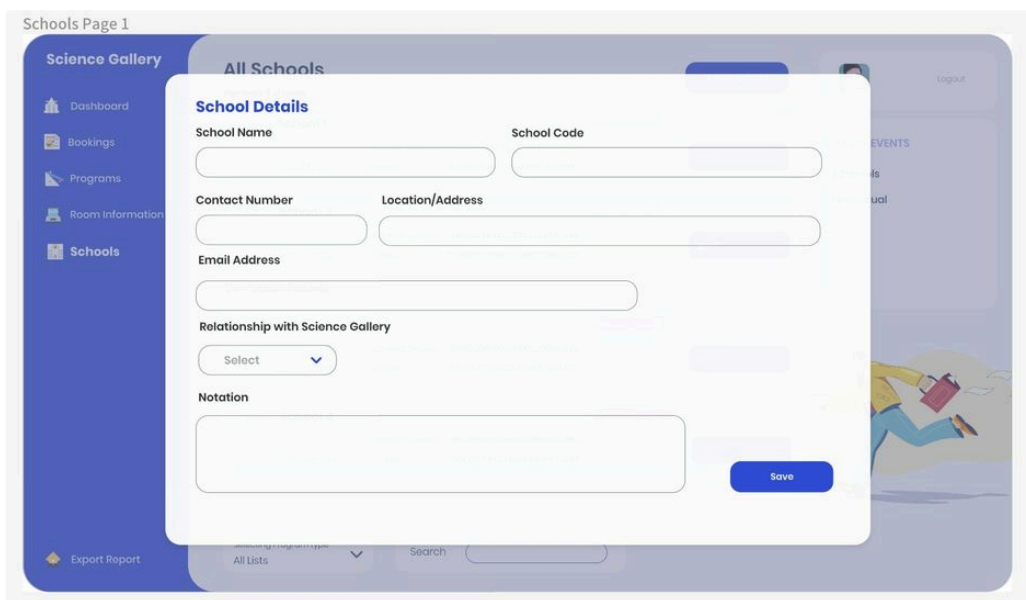 Schools Page 1
Science Gallery
All Schools
Logout
Dashboard
Bookings
Programs
Room Information
Schools
Export Report
EVENTS
School Details
School Name
School Code
Contact Number
Location/Address
Email Address
Relationship with Science Gallery
Select
Notation
Save
All Lists
Search